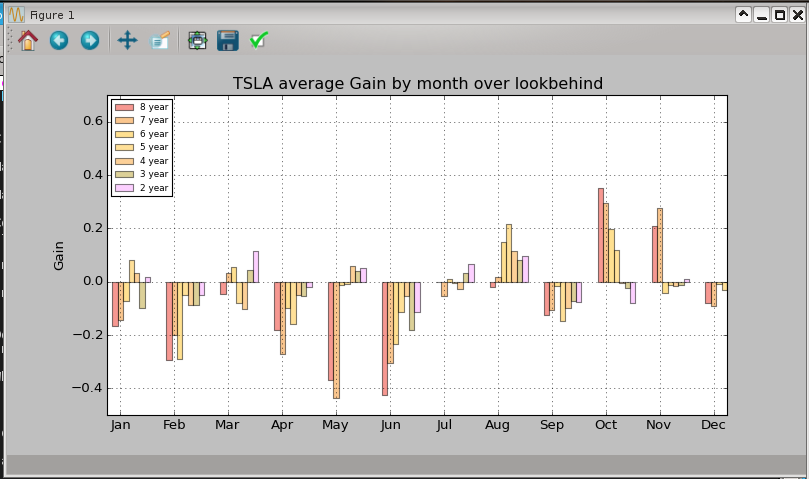 Figure 1
TSLA average Gain by month over lookbehind
8 year
7 year
6 year
5 year
4 year
3 year
2 year
Gain
0.6
0.4
0.2
0.0
−0.2
−0.4
Jan Feb Mar Apr May Jun Jul Aug Sep Oct Nov Dec